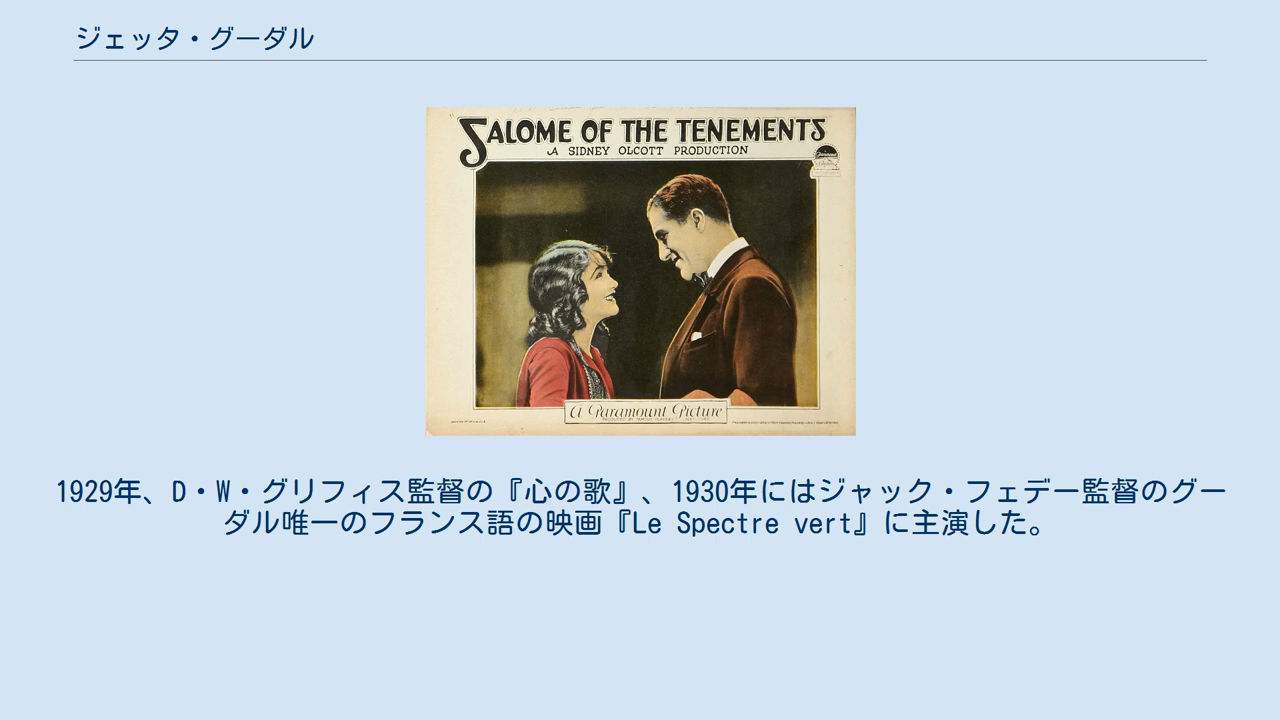 ジェッタ・グーダル
SALOME OF THE TENEMENTS
A SIDNEY OLCOTT PRODUCTION
Paramount
A Paramount Picture
1929年、D・W・グリフィス監督の『心の歌』、1930年にはジャック・フェデー監督のグー
ダル唯一のフランス語の映画『Le Spectre vert』に主演した。